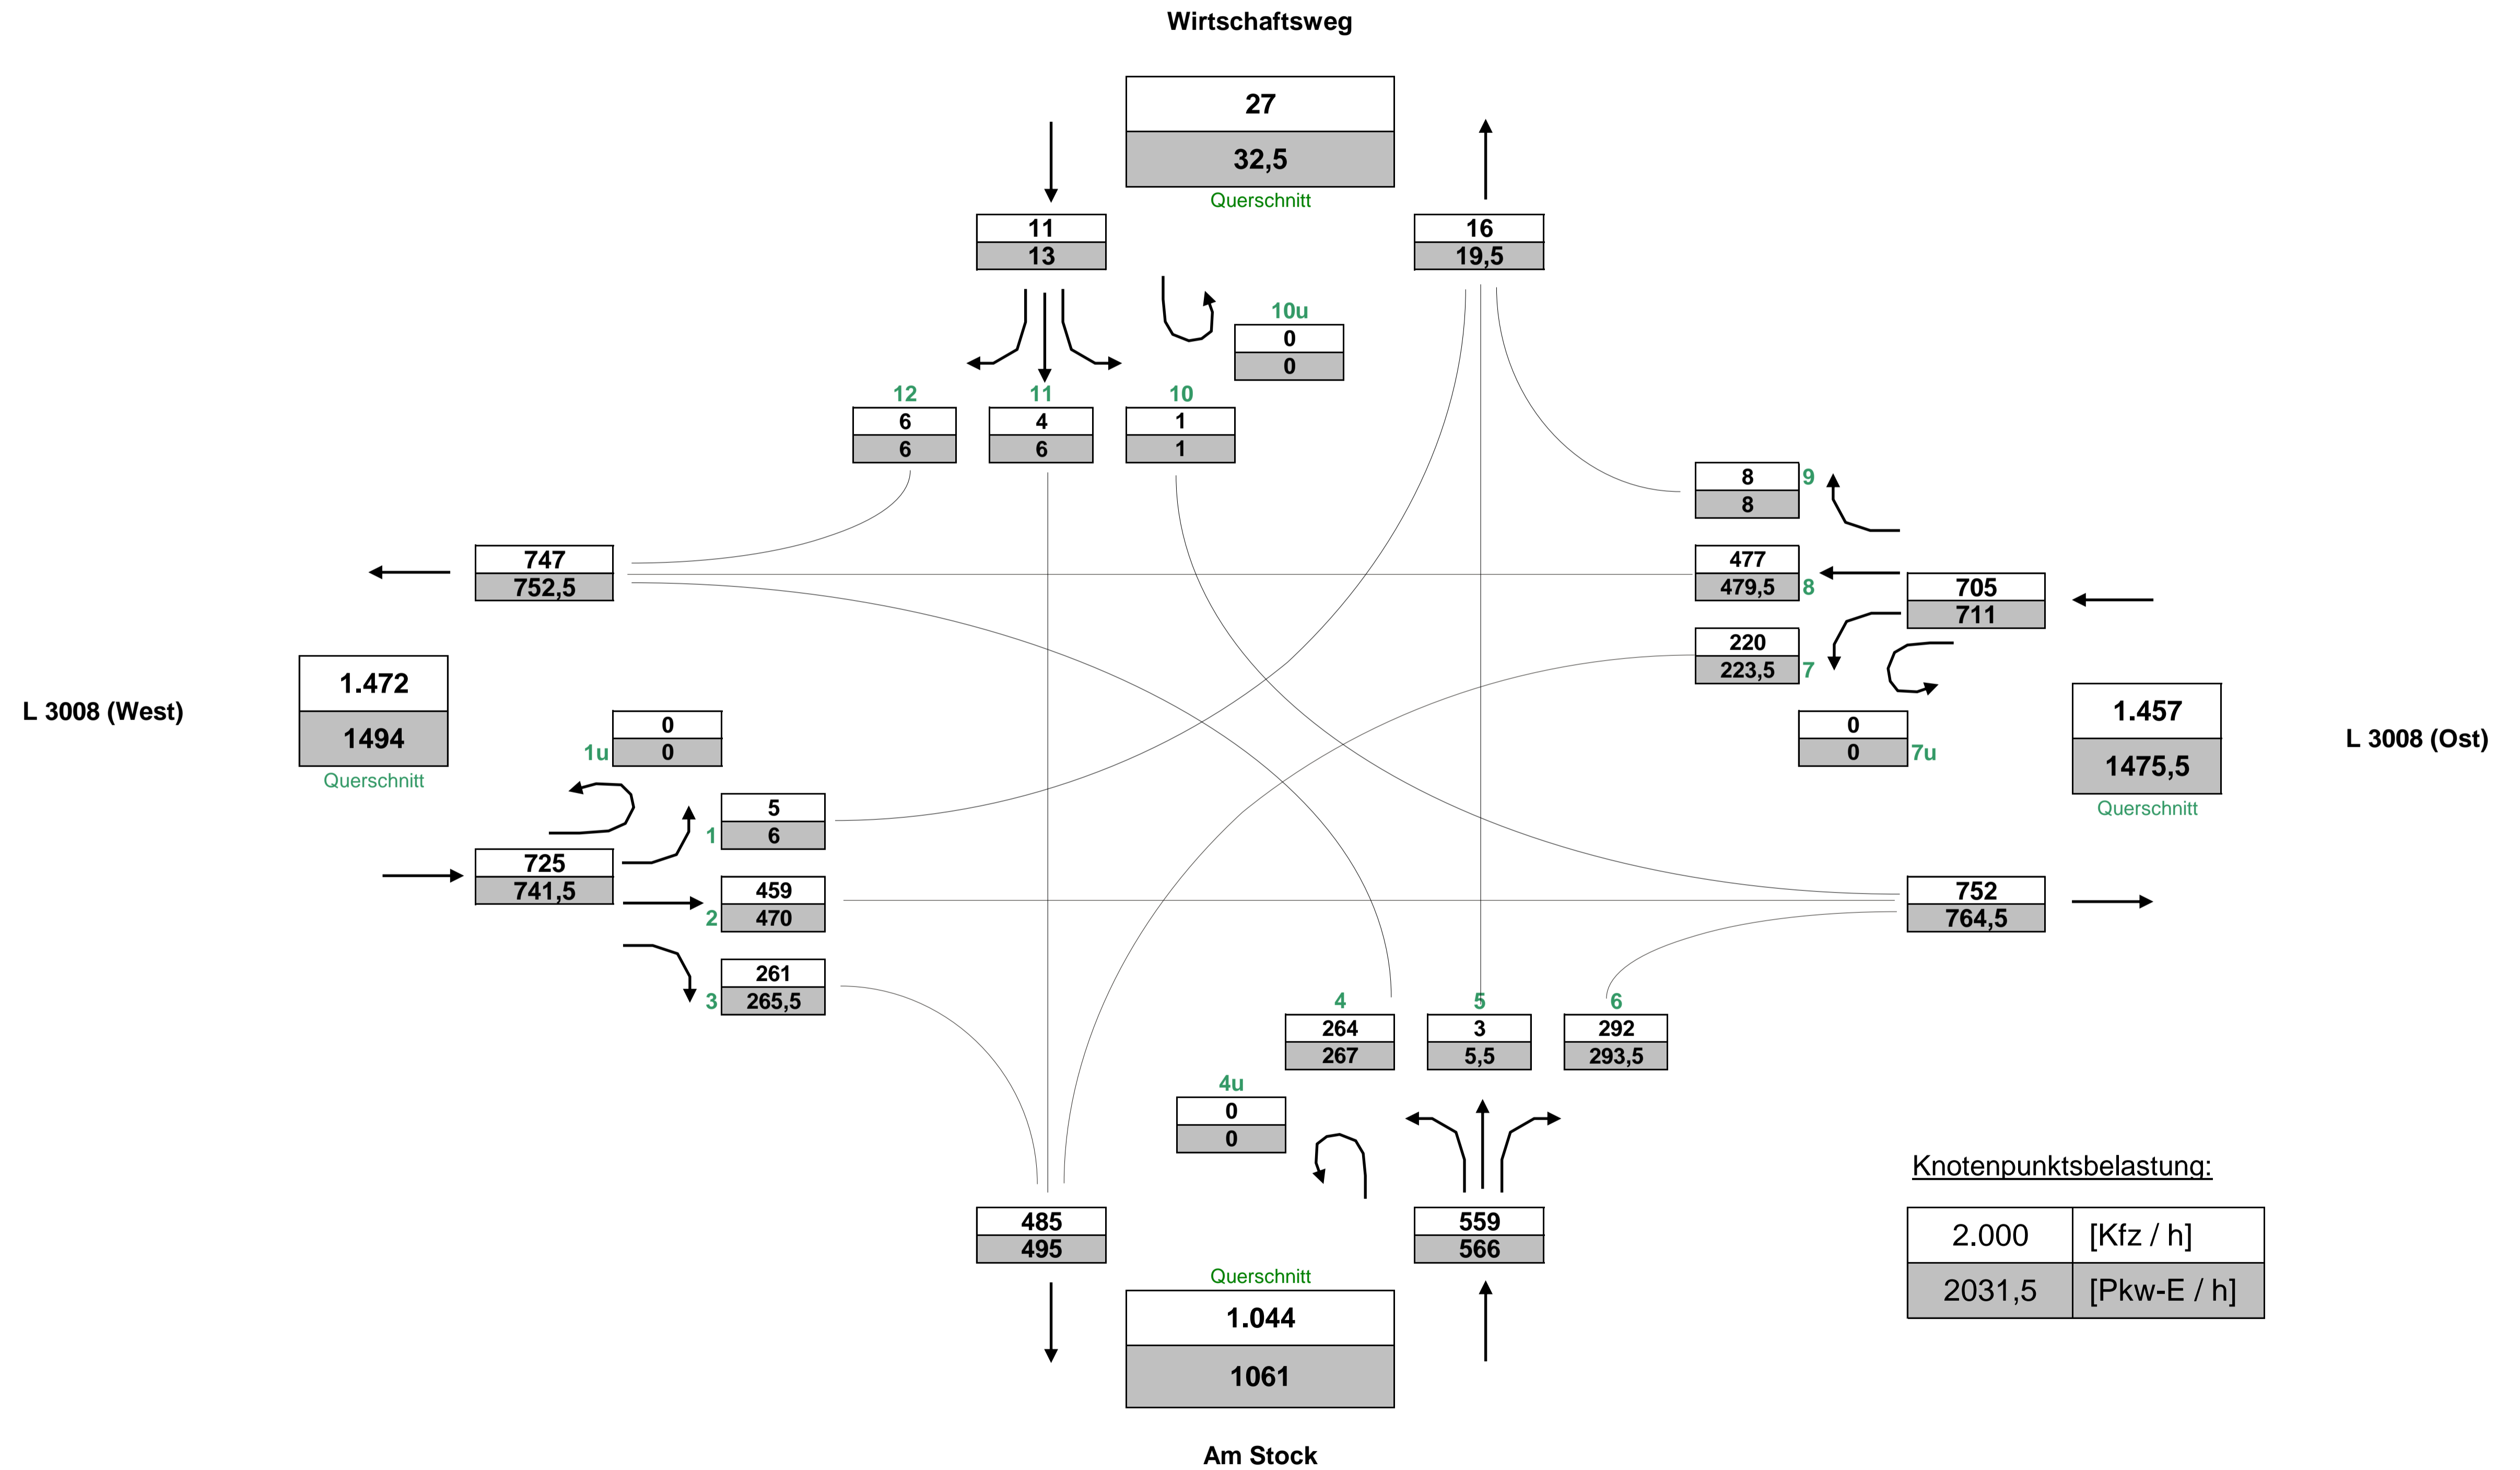 Wirtschaftsweg
27
32,5
Querschnitt
11
13
16
19,5
10u
0
0
12 11 10
6 4 1
6 6 1
8 9
8
747
752,5
477
479,5 8
705
711
220
223,5 7
L 3008 (West)
1.472
1494
Querschnitt
0
1u 0
0
0 7u
1.457
1475,5
Querschnitt
L 3008 (Ost)
5
1 6
725
741,5
459
2 470
752
764,5
261
3 265,5
4 5 6
264 3 292
267 5,5 293,5
4u
0
0
485
495
559
566
Querschnitt
1.044
1061
Knotenpunktsbelastung:
2.000 [Kfz / h]
2031,5 [Pkw-E / h]
Am Stock